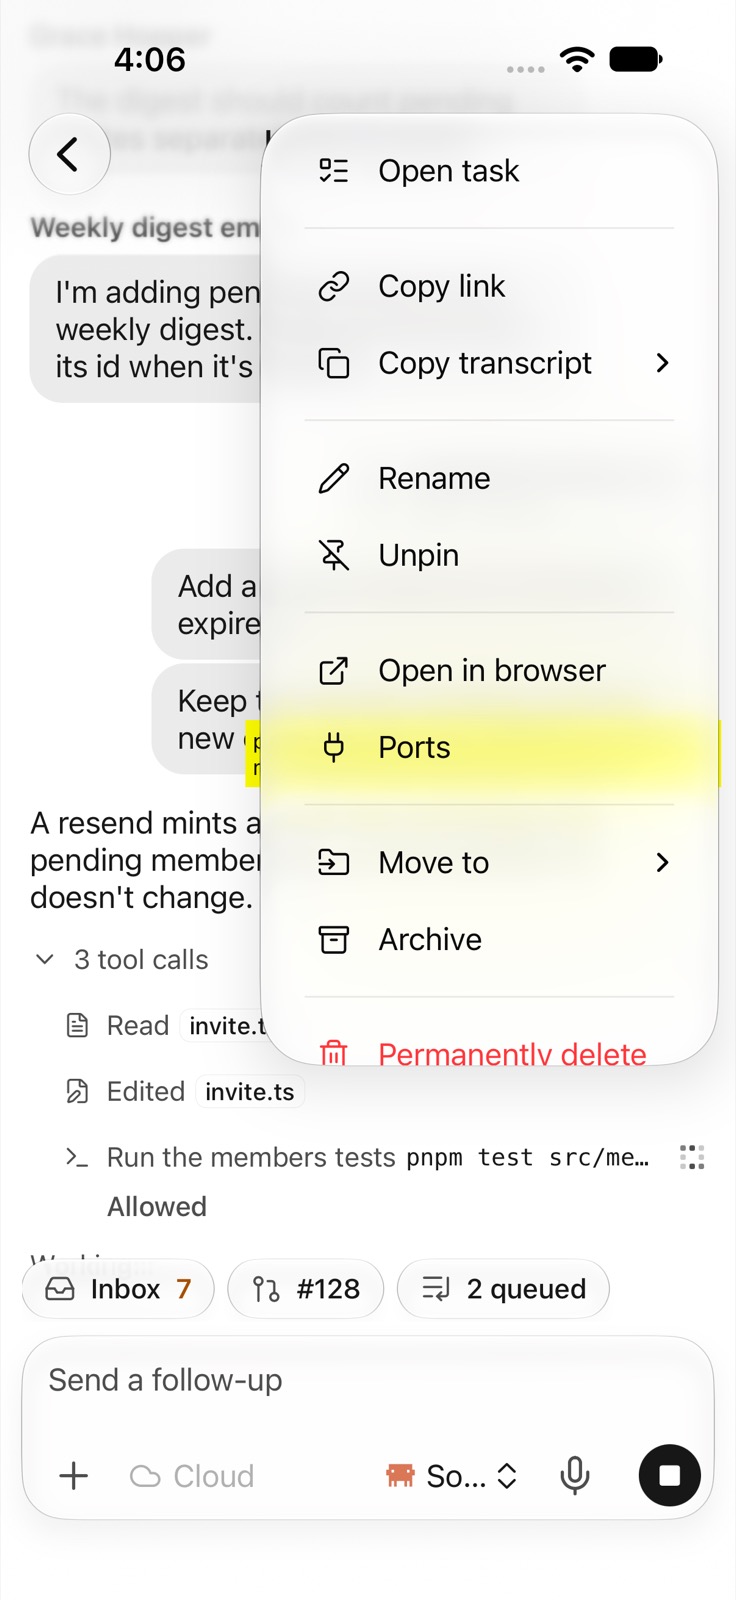 4:06
Open task
Weekly digest em
Copy link
I'm adding pen
weekly digest.
its id when it's
Copy transcript
Rename
Unpin
Add a
expire
Open in browser
Keep
new
Ports
A resend mints a
pending member
doesn't change.
Move to
Archive
3 tool calls
Read invite.t
Permanently delete
Edited invite.ts
Run the members tests pnpm test src/me…
Allowed
Working...
Inbox 7
#128
2 queued
Send a follow-up
Cloud
So...